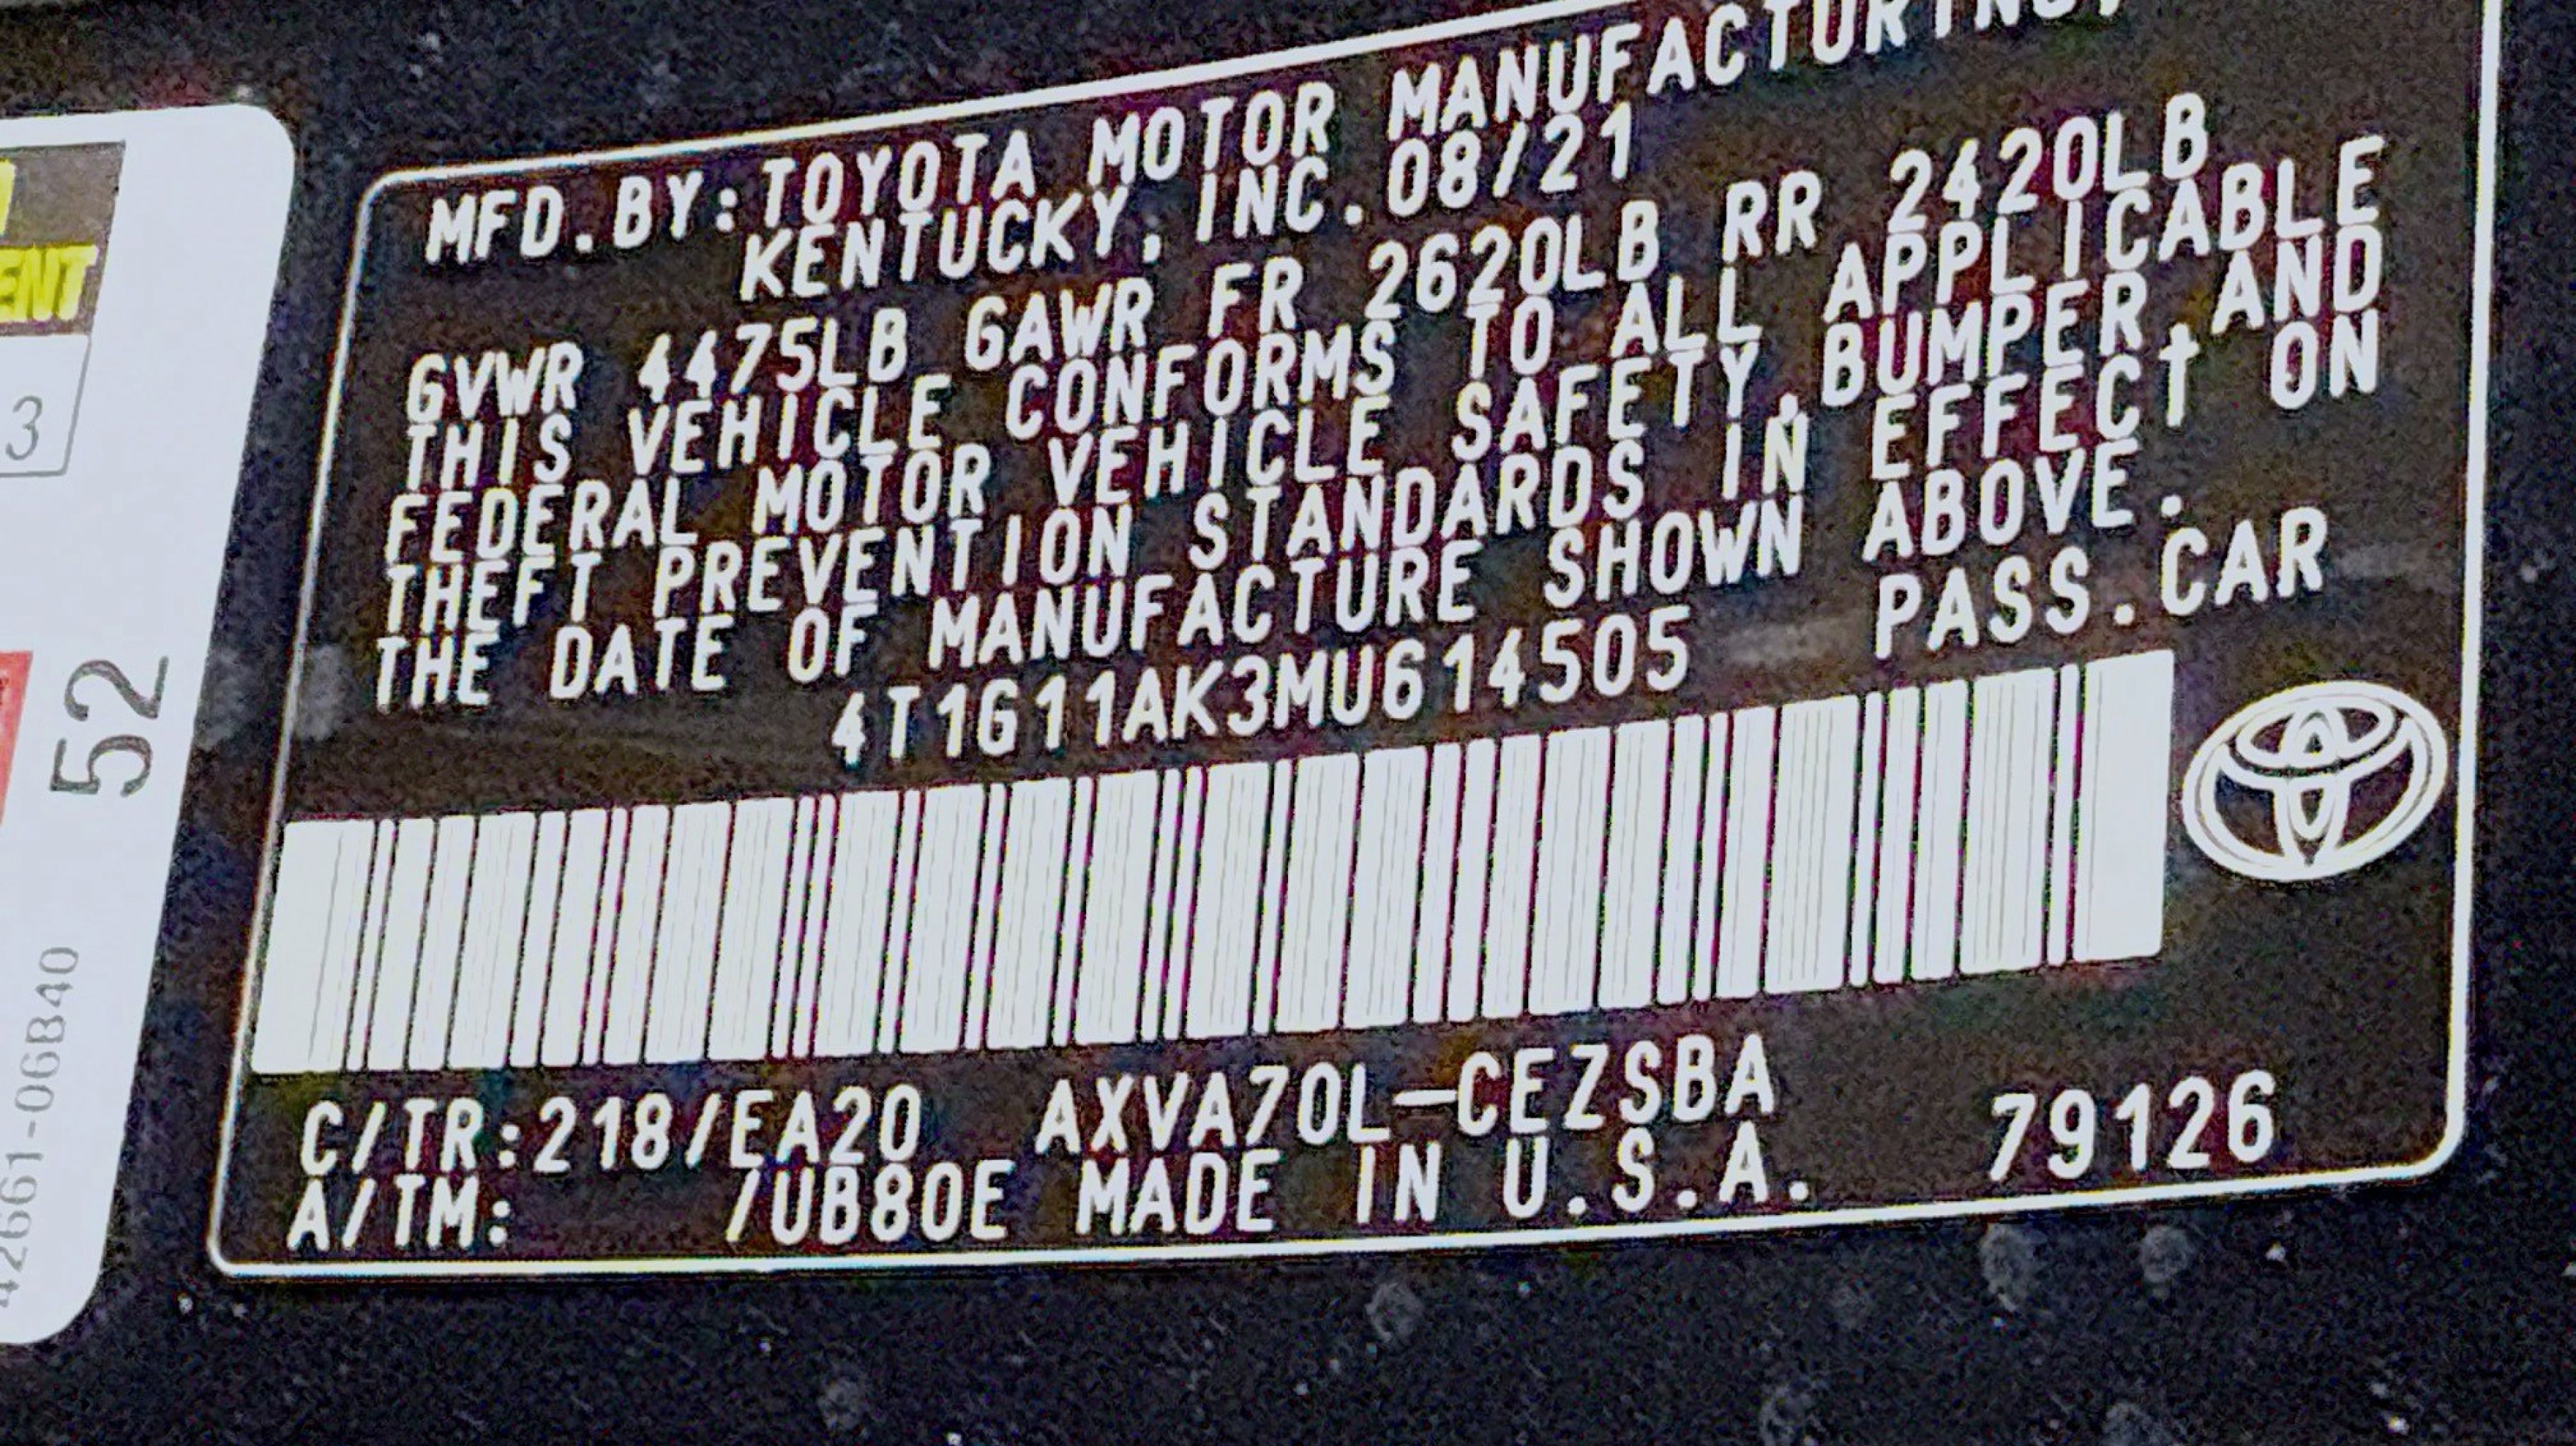 ENT
3
52
42661-06B40
MFD.BY:TOYOTA MOTOR MANUFACTURING,
KENTUCKY, INC. 08/21
GVWR 4475LB GAWR FR 2620LB RR 2420LB
THIS VEHICLE CONFORMS TO ALL APPLICABLE
FEDERAL MOTOR VEHICLE SAFETY,BUMPER,AND
THEFT PREVENTION STANDARDS IN EFFECT ON
THE DATE OF MANUFACTURE SHOWN ABOVE.
4T1G11AK3MU614505 PASS.CAR
C/TR:218/EA20 AXVA70L-CEZSBA 79126
A/TM: /UB80E MADE IN U.S.A.